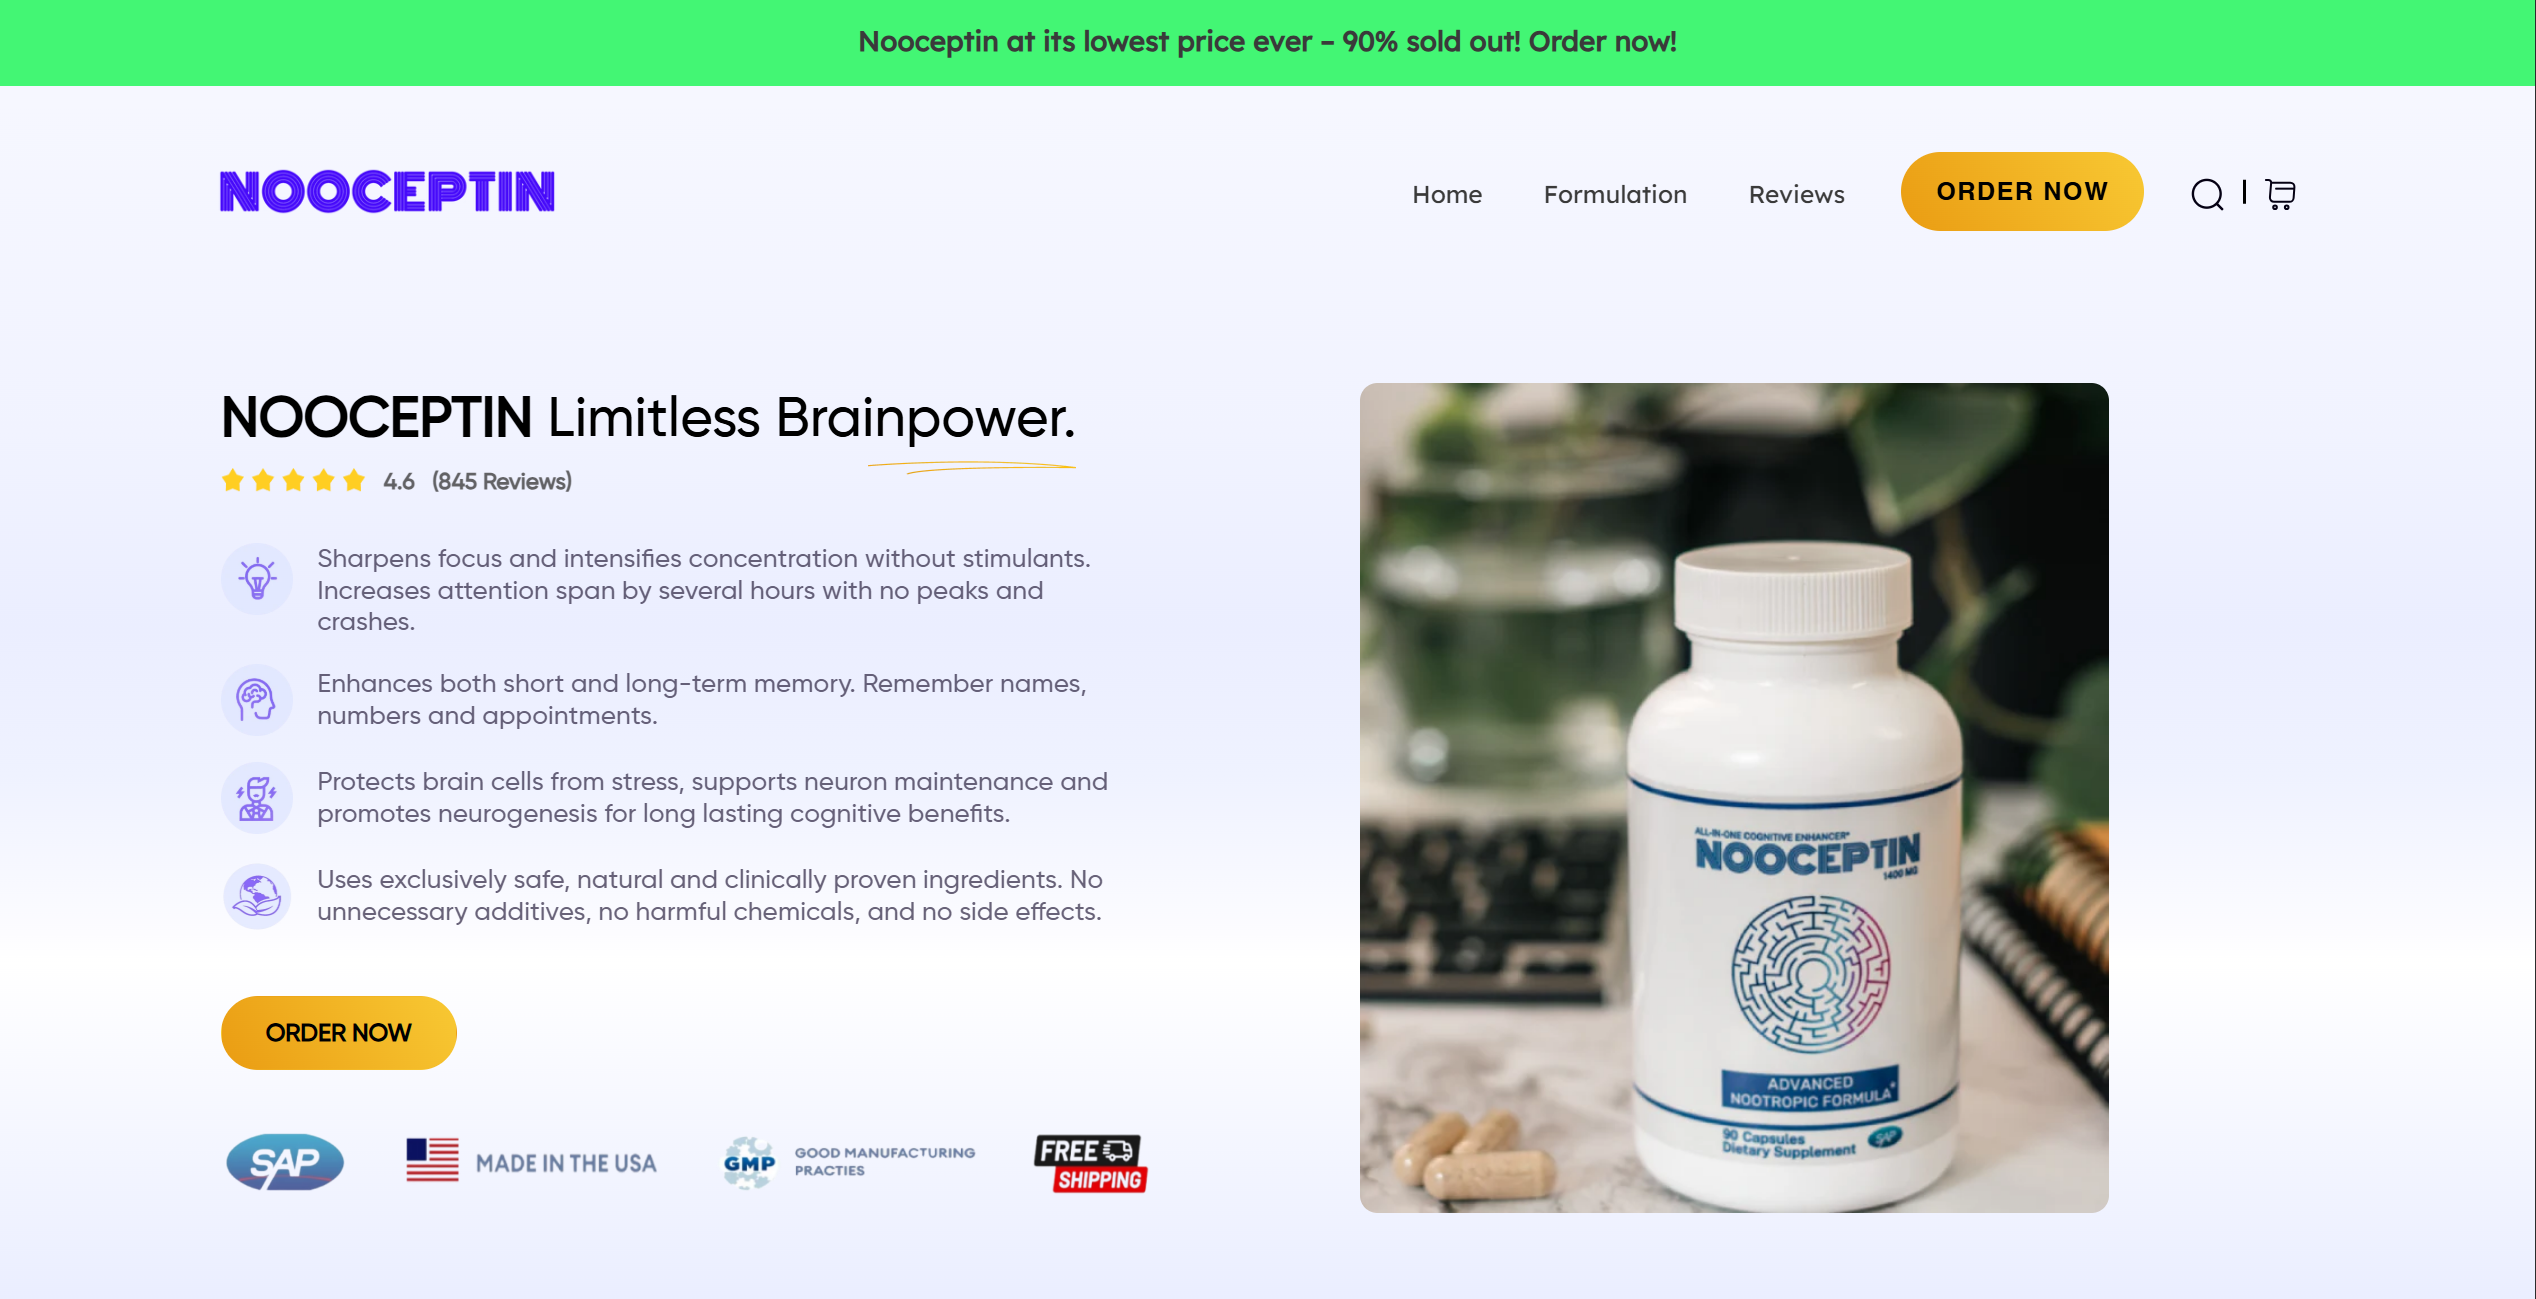 Nooceptin at its lowest price ever – 90% sold out! Order now!
NOOCEPTIN
Home
Formulation
Reviews
ORDER NOW
NOOCEPTIN Limitless Brainpower.
4.6 (845 Reviews)
Sharpens focus and intensifies concentration without stimulants.
Increases attention span by several hours with no peaks and
crashes.
Enhances both short and long-term memory. Remember names,
numbers and appointments.
Protects brain cells from stress, supports neuron maintenance and
promotes neurogenesis for long lasting cognitive benefits.
Uses exclusively safe, natural and clinically proven ingredients. No
unnecessary additives, no harmful chemicals, and no side effects.
ORDER NOW
SAP
MADE IN THE USA
GMP
GOOD MANUFACTURING
PRACTIES
FREE
SHIPPING
ALL-IN-ONE COGNITIVE ENHANCER*
NOOCEPTIN
1400 MG
ADVANCED
NOOTROPIC FORMULA*
90 Capsules
Dietary Supplement
SAP